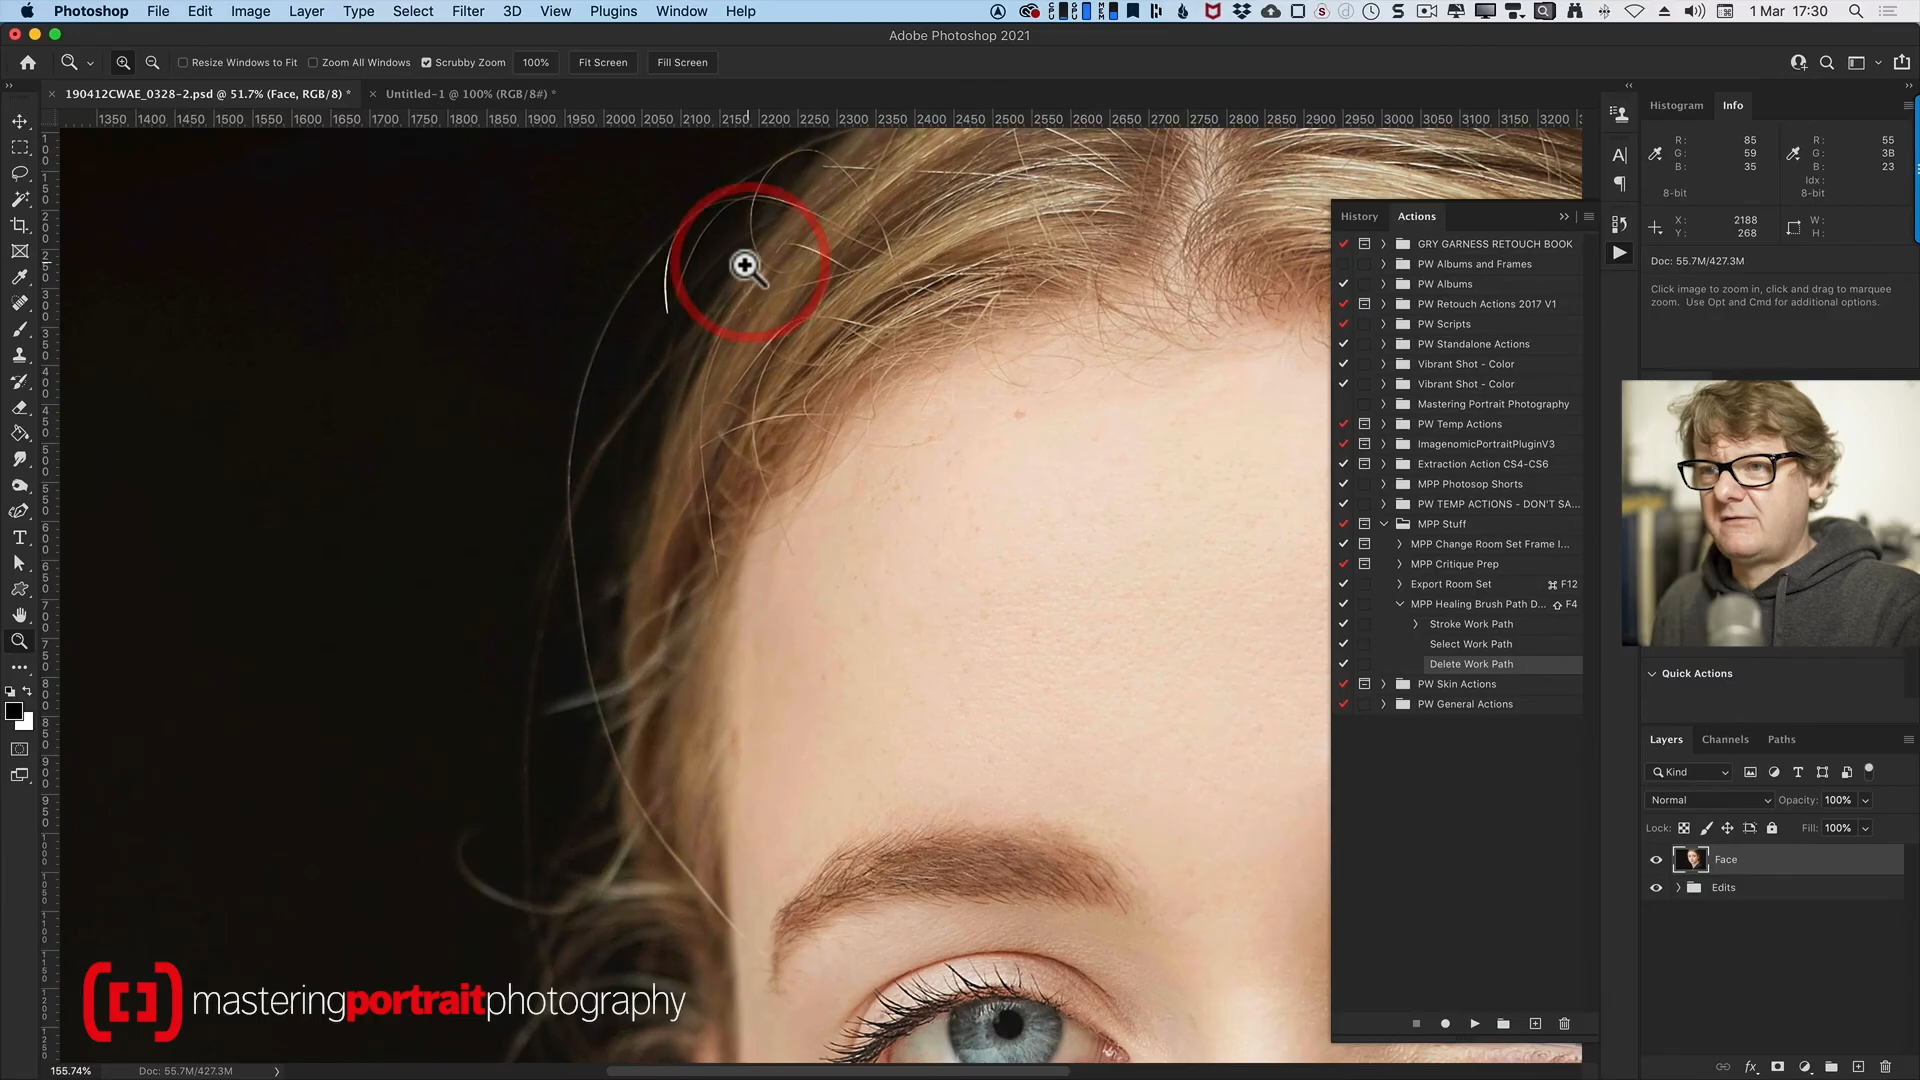 Photoshop File Edit Image Layer Type Select Filter 3D View Plugins Window Help 1 Mar 17:30
Adobe Photoshop 2021
Resize Windows to Fit Zoom All Windows Scrubby Zoom 100% Fit Screen Fill Screen
190412CWAE_0328-2.psd @ 51.7% (Face, RGB/8) * Untitled-1 @ 100% (RGB/8#) *
1350 1400 1450 1500 1550 1600 1650 1700 1750 1800 1850 1900 1950 2000 2050 2100 2150 2200 2250 2300 2350 2400 2450 2500 2550 2600 2650 2700 2750 2800 2850 2900 2950 3000 3050 3100 3150 3200
Histogram Info
R: 85 R: 55
G: 59 G: 3B
B: 35 B: 23
Idx:
8-bit 8-bit
X: 2188 W:
Y: 268 H:
Doc: 55.7M/427.3M
Click image to zoom in, click and drag to marquee
zoom. Use Opt and Cmd for additional options.
History Actions
GRY GARNESS RETOUCH BOOK
PW Albums and Frames
PW Albums
PW Retouch Actions 2017 V1
PW Scripts
PW Standalone Actions
Vibrant Shot - Color
Vibrant Shot - Color
Mastering Portrait Photography
PW Temp Actions
ImagenomicPortraitPluginV3
Extraction Action CS4-CS6
MPP Photosop Shorts
PW TEMP ACTIONS - DON'T SA...
MPP Stuff
MPP Change Room Set Frame I...
MPP Critique Prep
Export Room Set ⌘ F12
MPP Healing Brush Path D... ⇧ F4
Stroke Work Path
Select Work Path
Delete Work Path
PW Skin Actions
PW General Actions
Quick Actions
Layers Channels Paths
Kind
Normal Opacity: 100%
Lock: Fill: 100%
Face
Edits
masteringportraitphotography
155.74% Doc: 55.7M/427.3M